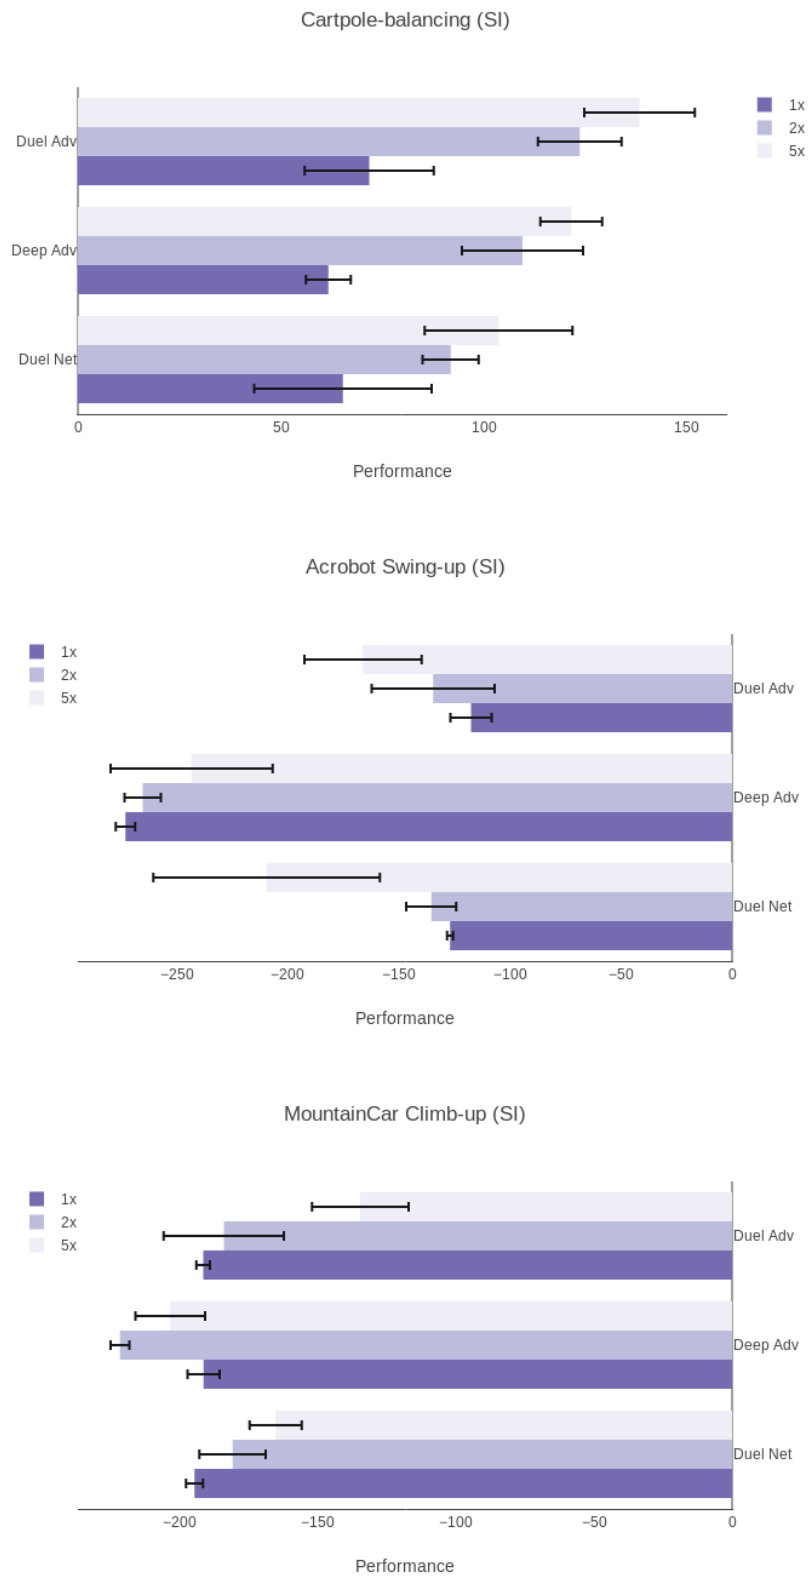 Cartpole-balancing (SI)
1x
2x
5x
Duel Adv
Deep Adv
Duel Net
0 50 100 150
Performance
Acrobot Swing-up (SI)
1x
2x
5x
Duel Adv
Deep Adv
Duel Net
−250 −200 −150 −100 −50 0
Performance
MountainCar Climb-up (SI)
1x
2x
5x
Duel Adv
Deep Adv
Duel Net
−200 −150 −100 −50 0
Performance